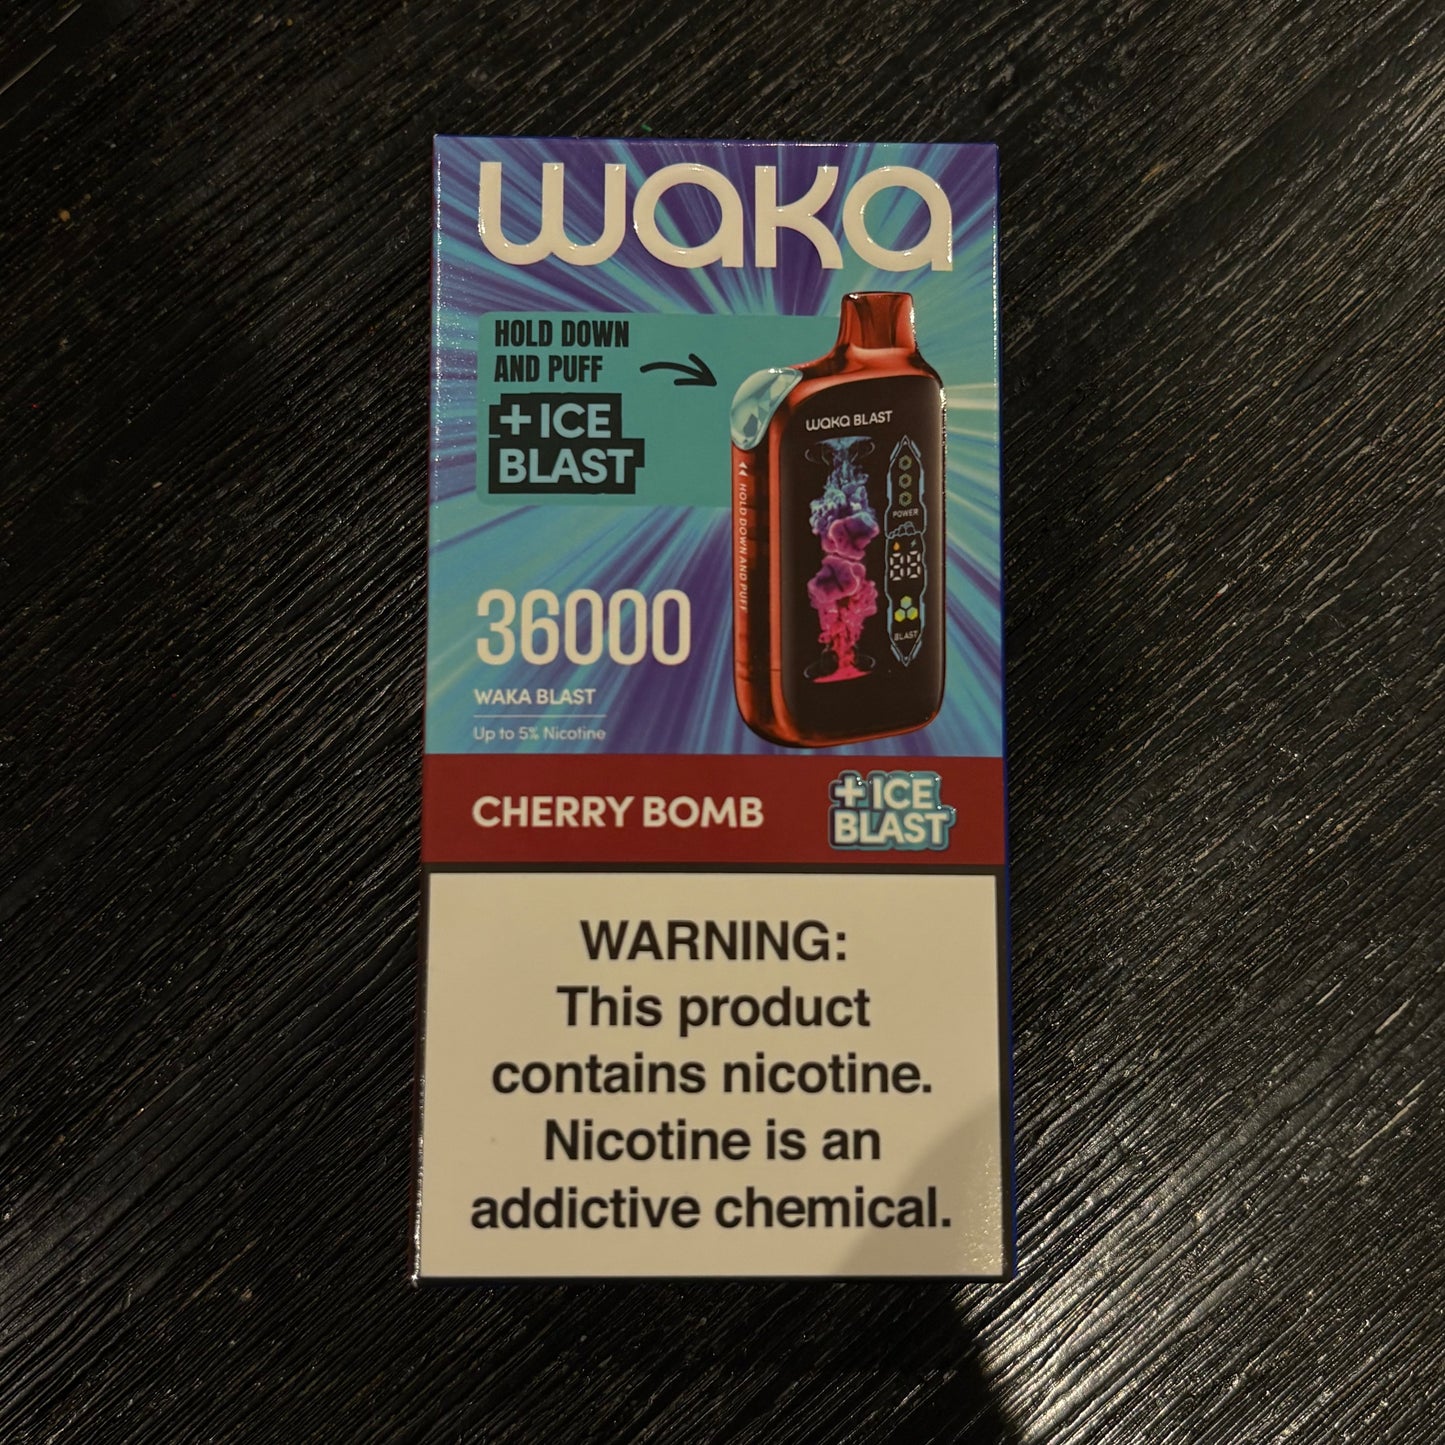 waka
HOLD DOWN
AND PUFF
+ ICE
BLAST
waka BLAST
HOLD DOWN AND PUFF
POWER
88
BLAST
36000
WAKA BLAST
Up to 5% Nicotine
CHERRY BOMB
+ ICE
BLAST
WARNING:
This product
contains nicotine.
Nicotine is an
addictive chemical.